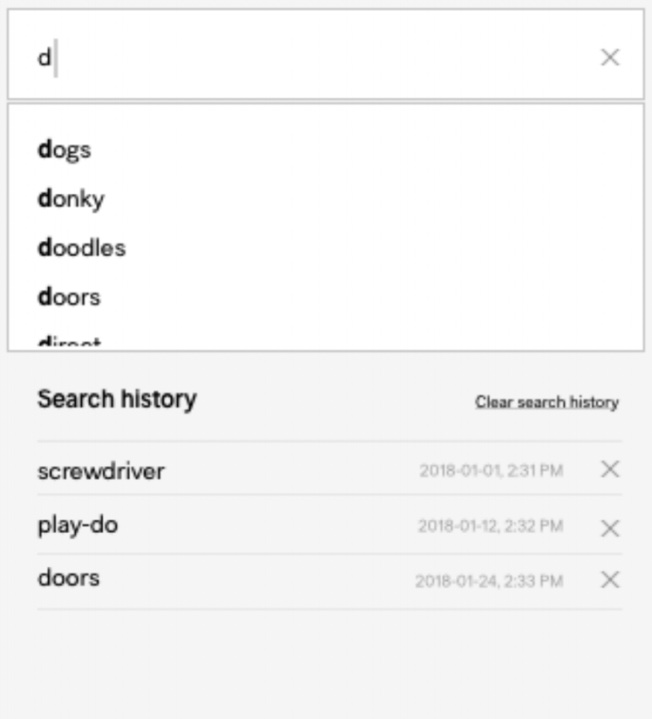 d
dogs
donky
doodles
doors
direct
Search history Clear search history
screwdriver 2018-01-01, 2:31 PM
play-do 2018-01-12, 2:32 PM
doors 2018-01-24, 2:33 PM